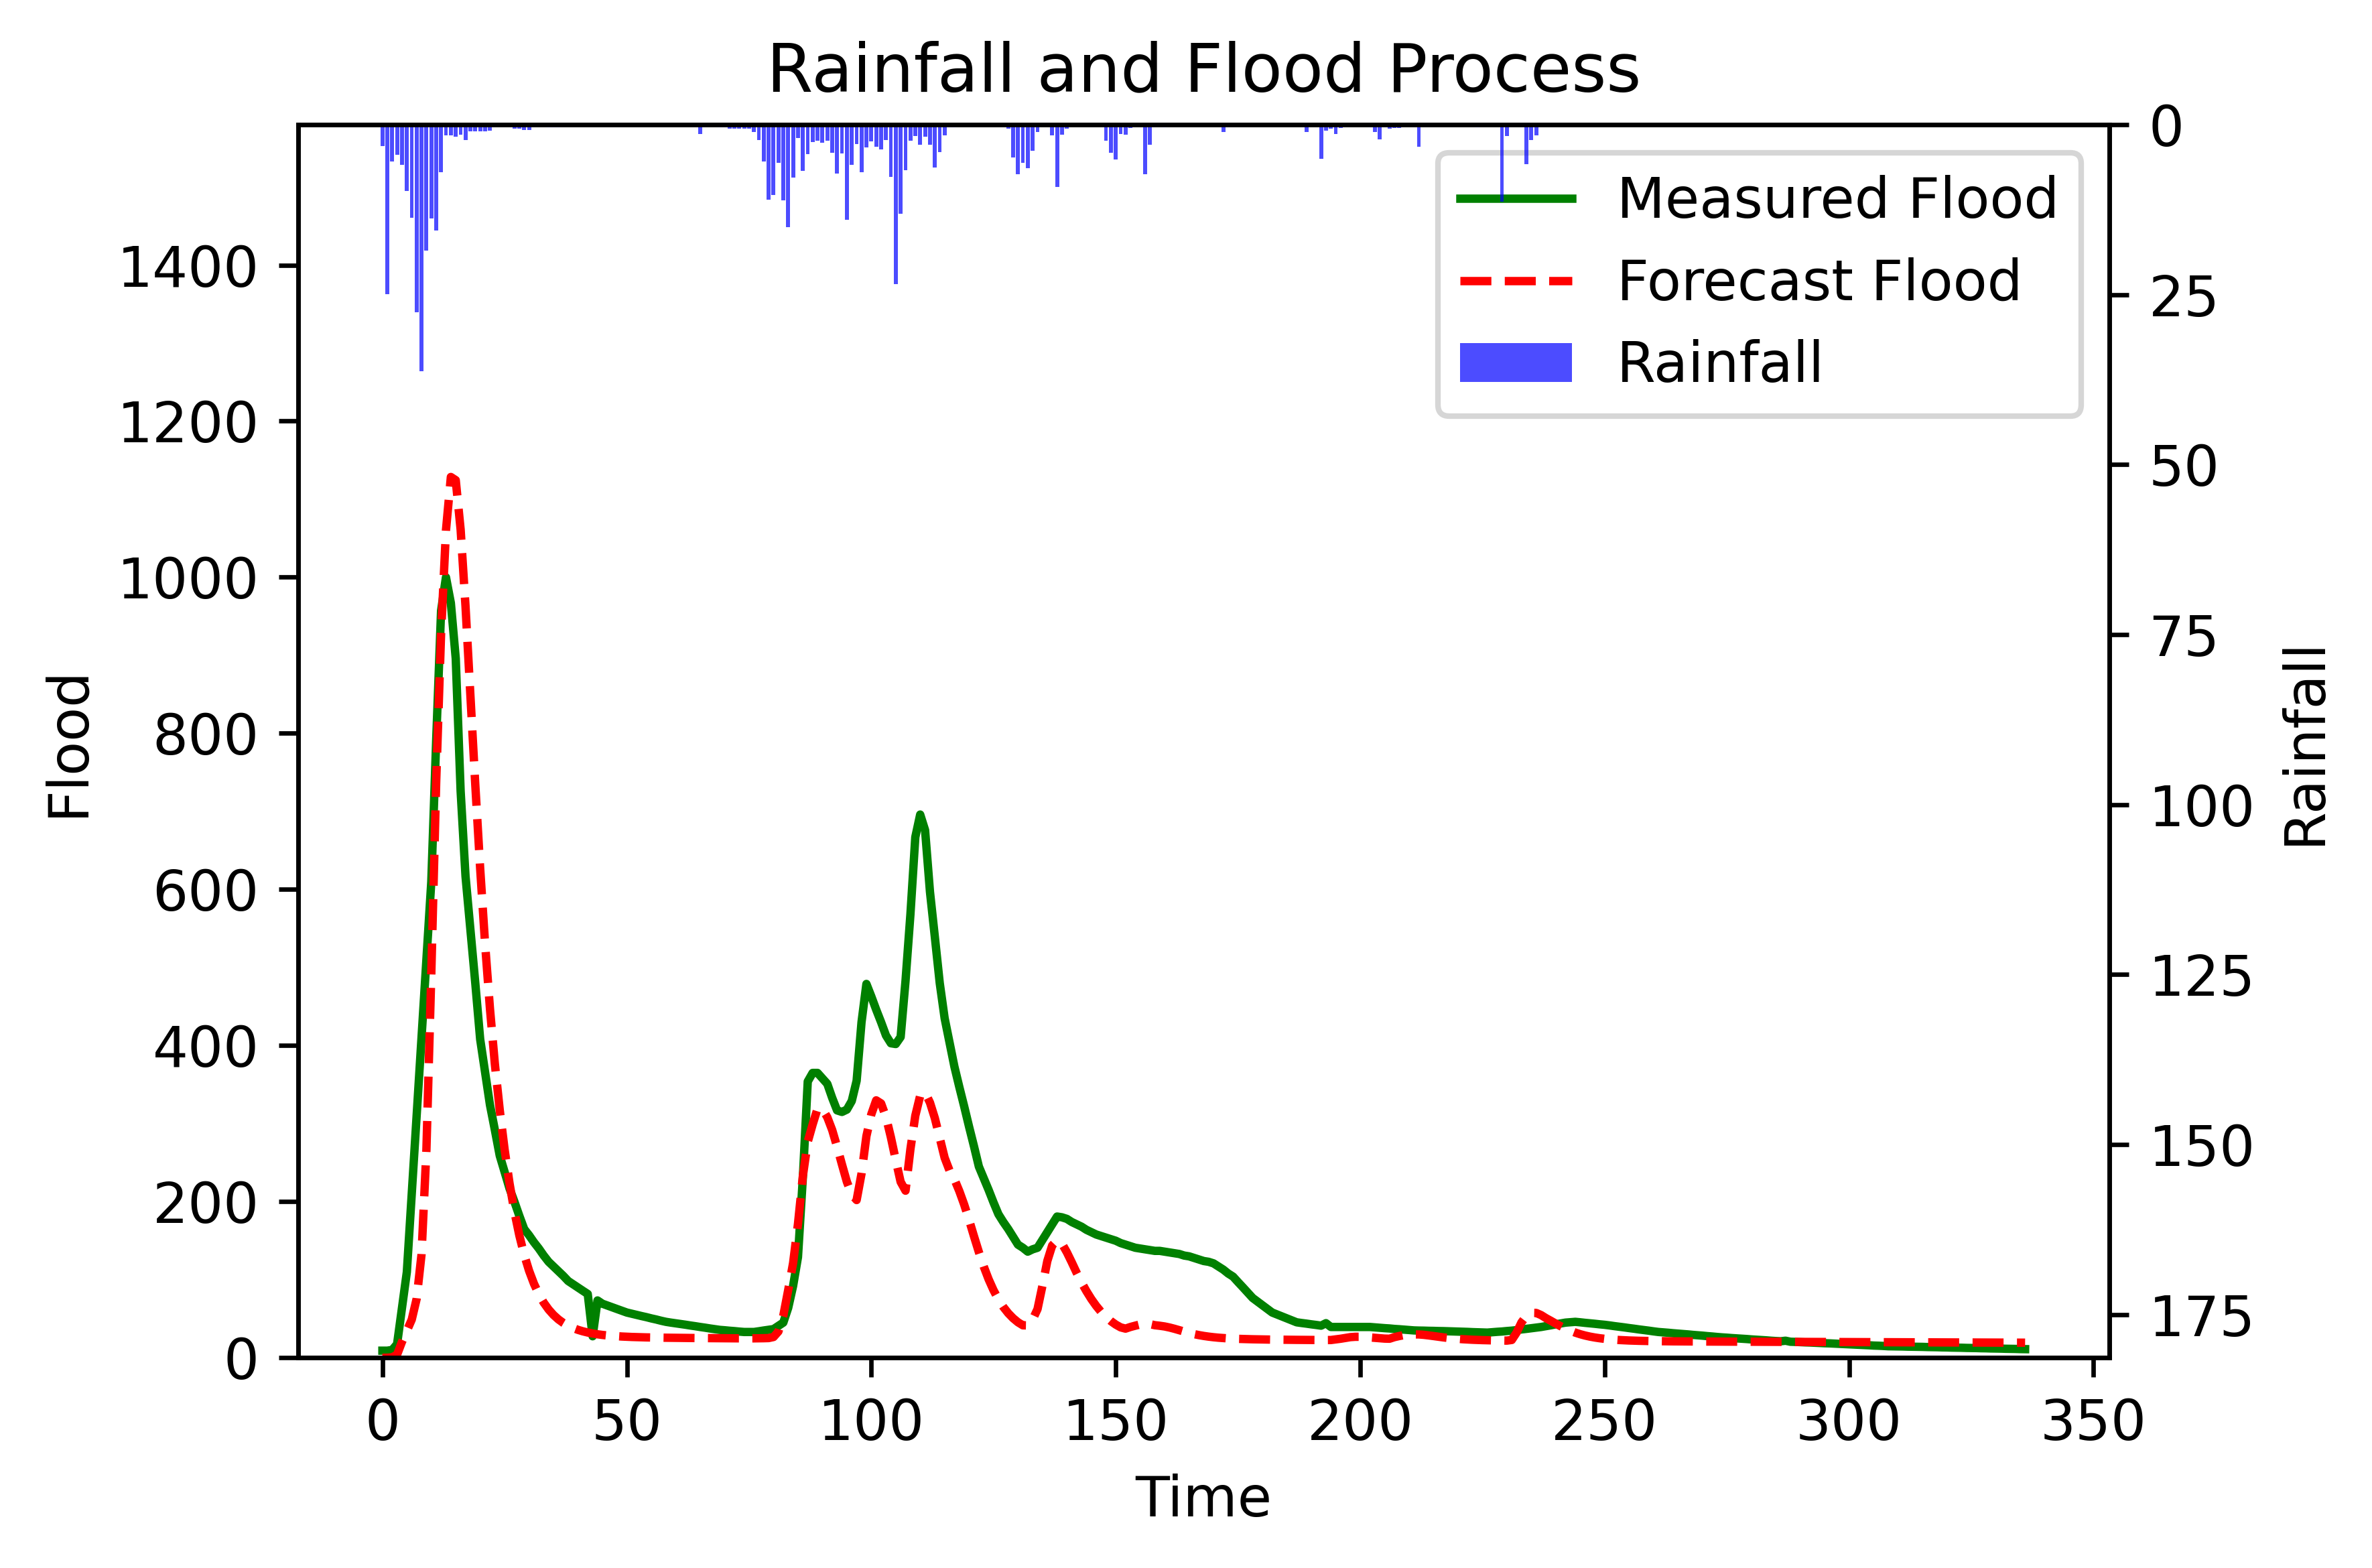 Rainfall and Flood Process
Flood
1400
1200
1000
800
600
400
200
0
Measured Flood
Forecast Flood
Rainfall
0
25
50
75
100
125
150
175
Rainfall
0 50 100 150 200 250 300 350
Time